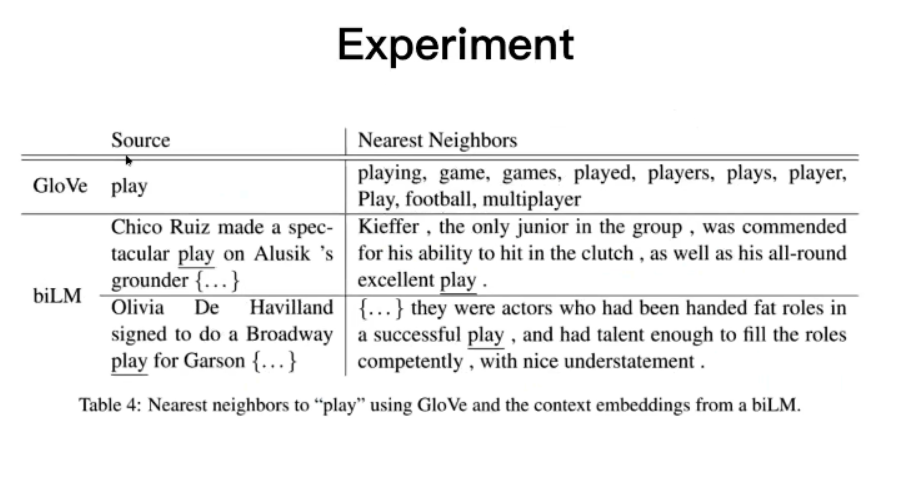 Experiment
Source Nearest Neighbors
GloVe play playing, game, games, played, players, plays, player,
Play, football, multiplayer
biLM
Chico Ruiz made a spec-
tacular play on Alusik 's
grounder {...}
Kieffer , the only junior in the group , was commended
for his ability to hit in the clutch , as well as his all-round
excellent play .
Olivia De Havilland
signed to do a Broadway
play for Garson {...}
{...} they were actors who had been handed fat roles in
a successful play , and had talent enough to fill the roles
competently , with nice understatement .
Table 4: Nearest neighbors to “play” using GloVe and the context embeddings from a biLM.